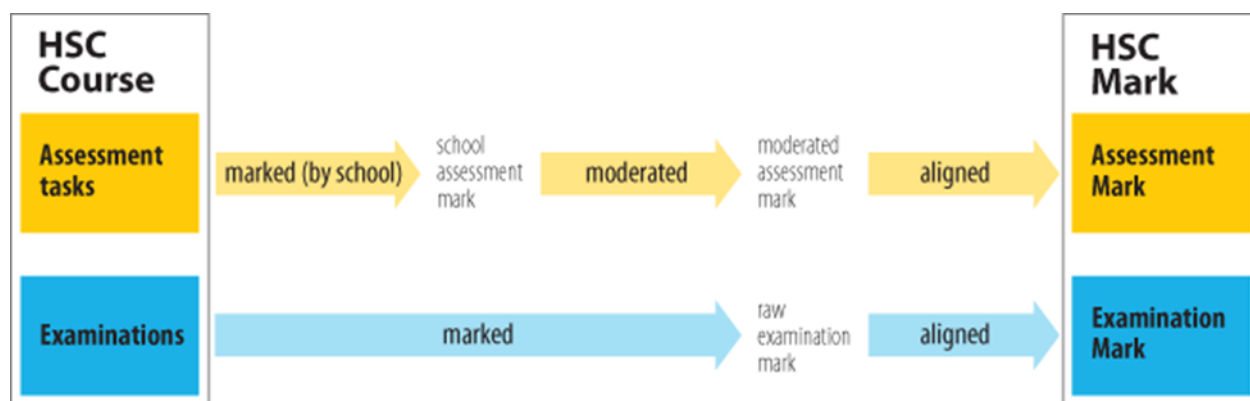 HSC
Course
HSC
Mark
Assessment
tasks
marked (by school)
school
assessment
mark
moderated
moderated
assessment
mark
aligned
Assessment
Mark
Examinations
marked
raw
examination
mark
aligned
Examination
Mark